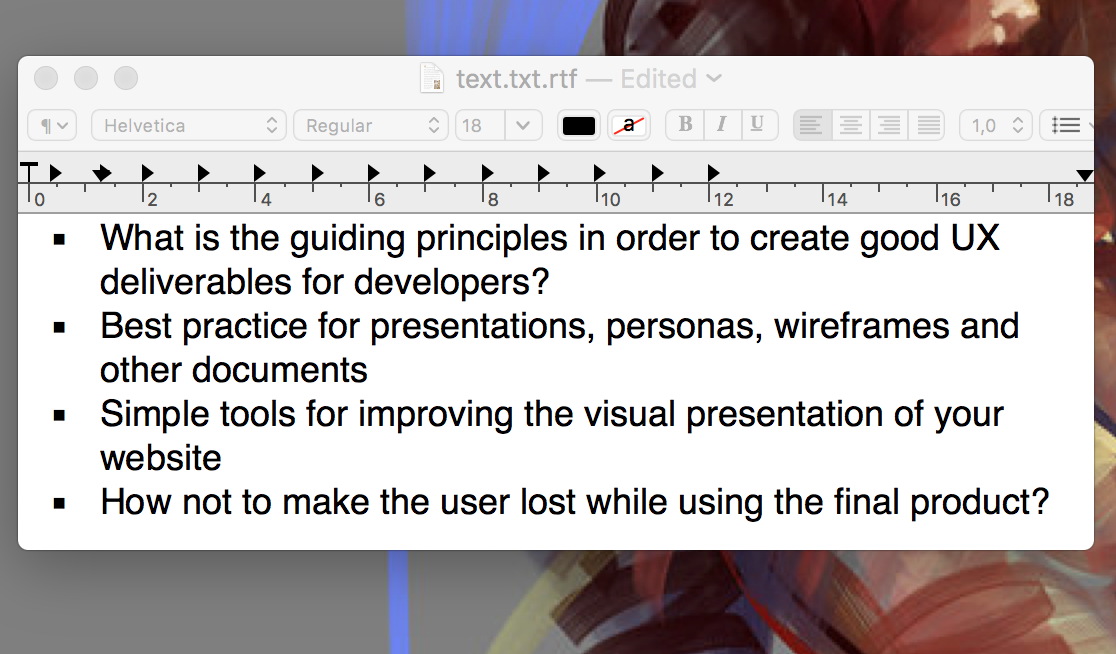 text.txt.rtf — Edited
¶ Helvetica Regular 18 a B I U 1,0
0 2 4 6 8 10 12 14 16 18
▪ What is the guiding principles in order to create good UX
deliverables for developers?
▪ Best practice for presentations, personas, wireframes and
other documents
▪ Simple tools for improving the visual presentation of your
website
▪ How not to make the user lost while using the final product?